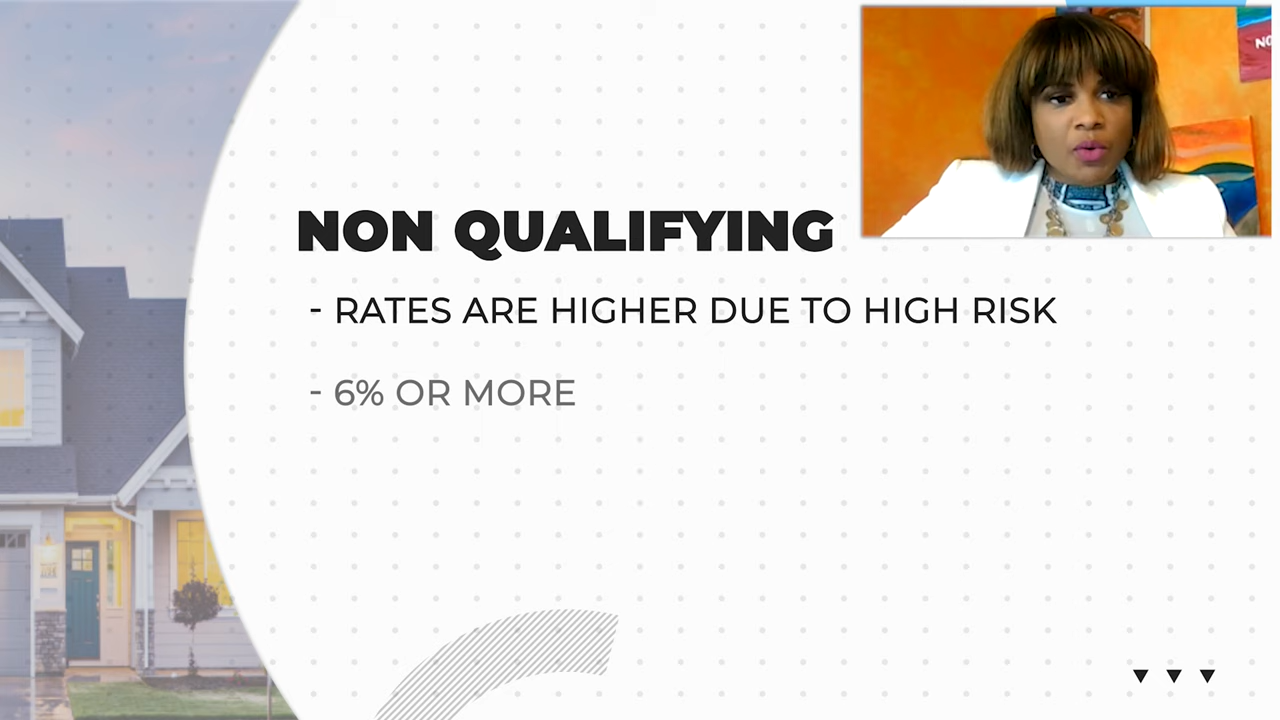 NON QUALIFYING
- RATES ARE HIGHER DUE TO HIGH RISK
- 6% OR MORE